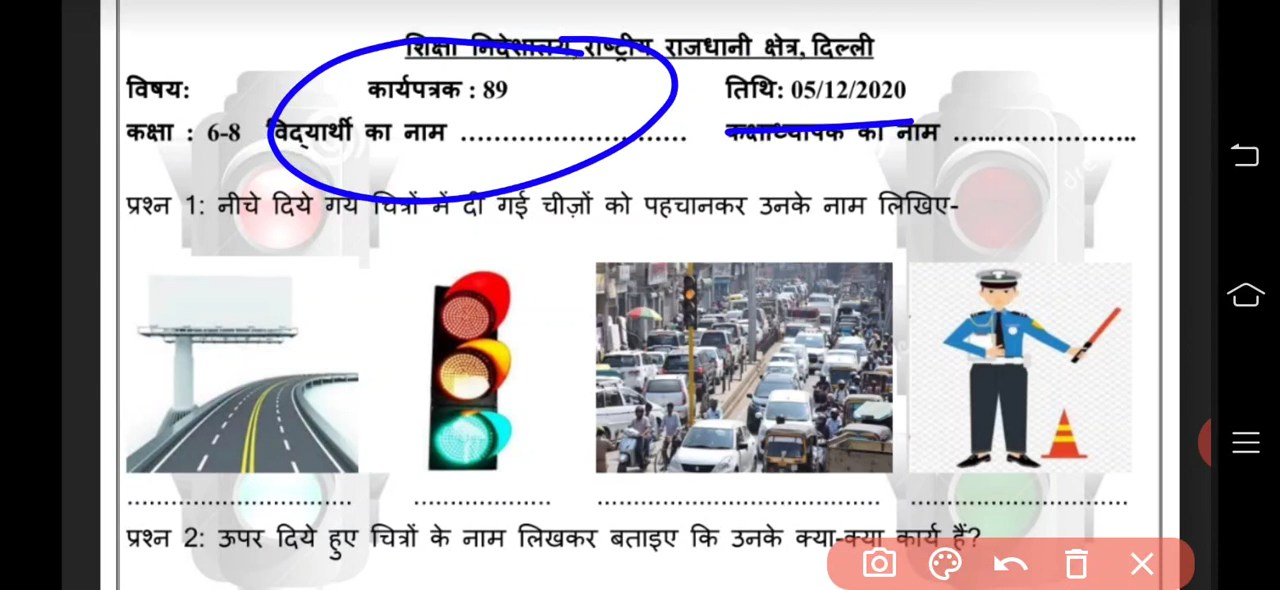 शिक्षा निदेशालय, राष्ट्रीय राजधानी क्षेत्र, दिल्ली
विषय: कार्यपत्रक : 89 तिथि: 05/12/2020
कक्षा : 6-8 विद्यार्थी का नाम ............................ कक्षाध्यापक का नाम ......................
प्रश्न 1: नीचे दिये गये चित्रों में दी गई चीज़ों को पहचानकर उनके नाम लिखिए-
................................ ................... ........................................ ...............................
प्रश्न 2: ऊपर दिये हुए चित्रों के नाम लिखकर बताइए कि उनके क्या-क्या कार्य हैं?